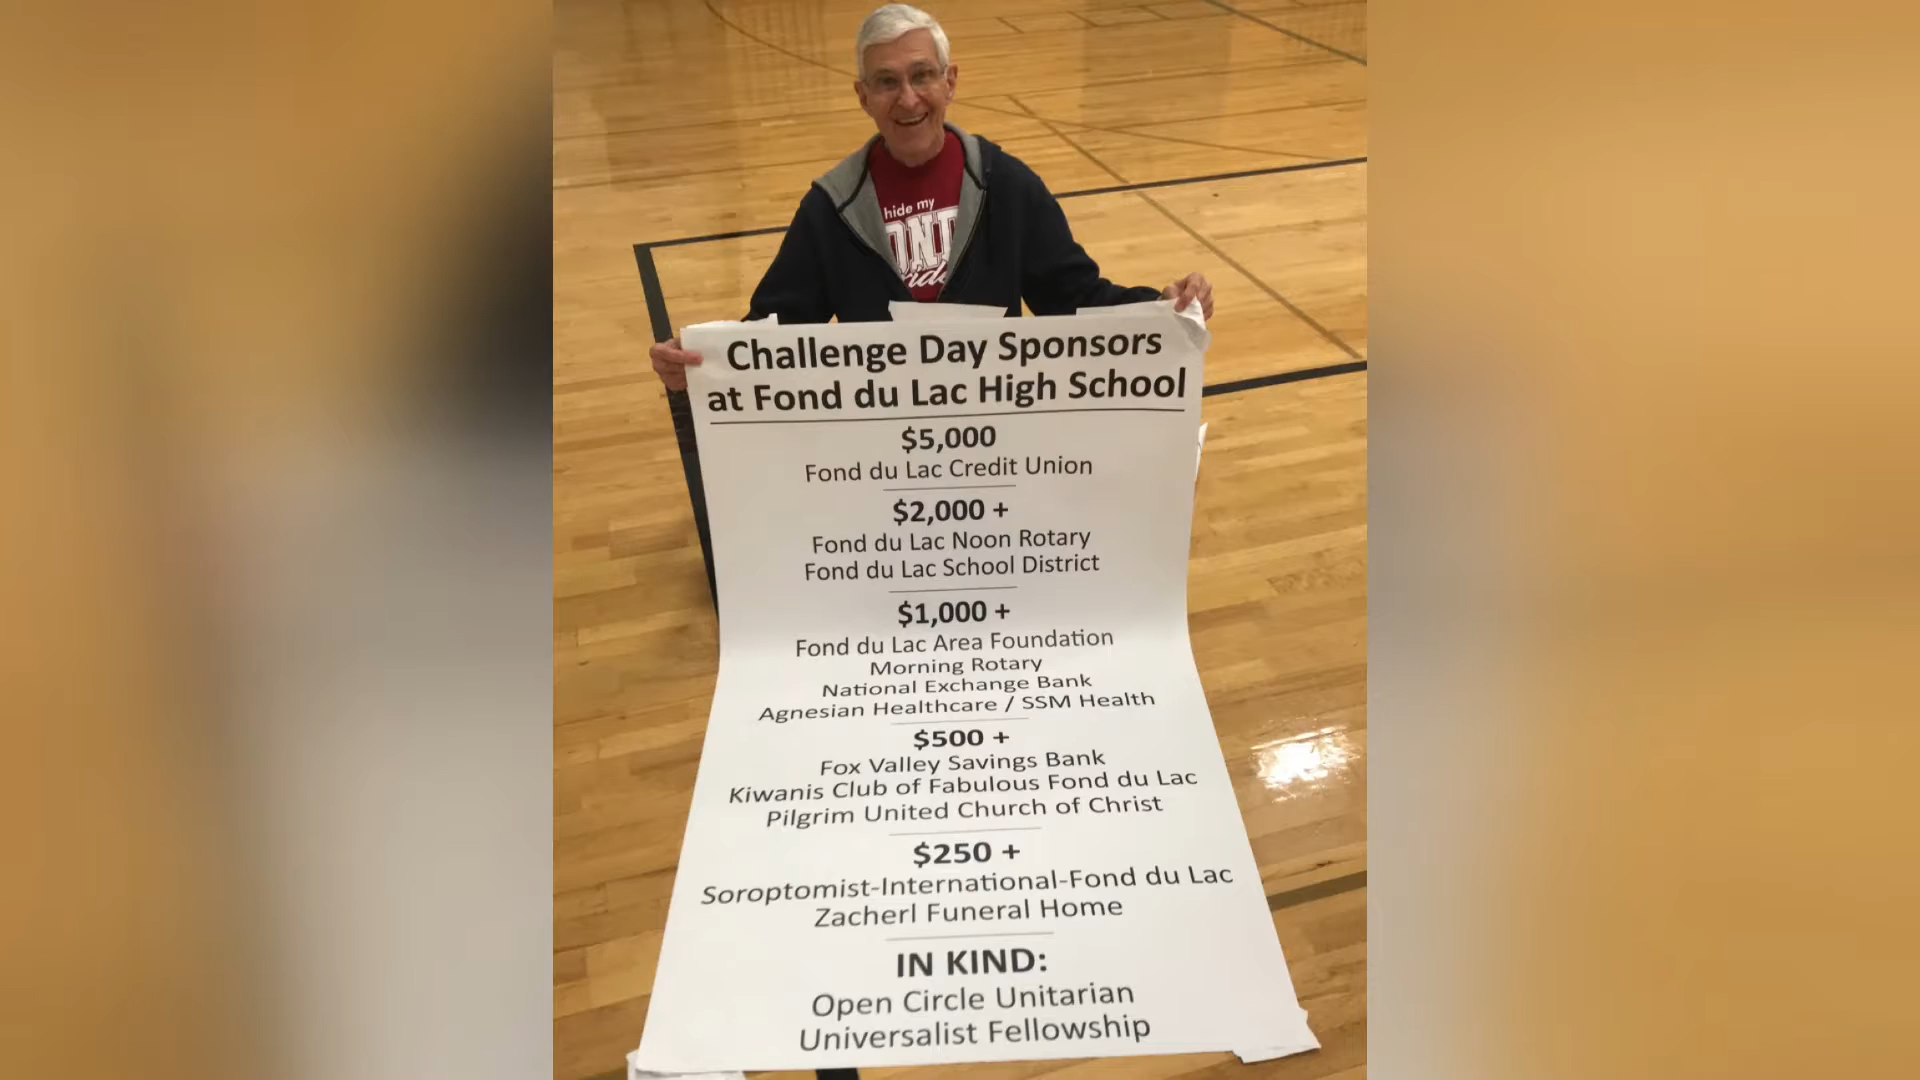 hide my
Challenge Day Sponsors
at Fond du Lac High School
$5,000
Fond du Lac Credit Union
$2,000 +
Fond du Lac Noon Rotary
Fond du Lac School District
$1,000 +
Fond du Lac Area Foundation
Morning Rotary
National Exchange Bank
Agnesian Healthcare / SSM Health
$500 +
Fox Valley Savings Bank
Kiwanis Club of Fabulous Fond du Lac
Pilgrim United Church of Christ
$250 +
Soroptomist-International-Fond du Lac
Zacherl Funeral Home
IN KIND:
Open Circle Unitarian
Universalist Fellowship